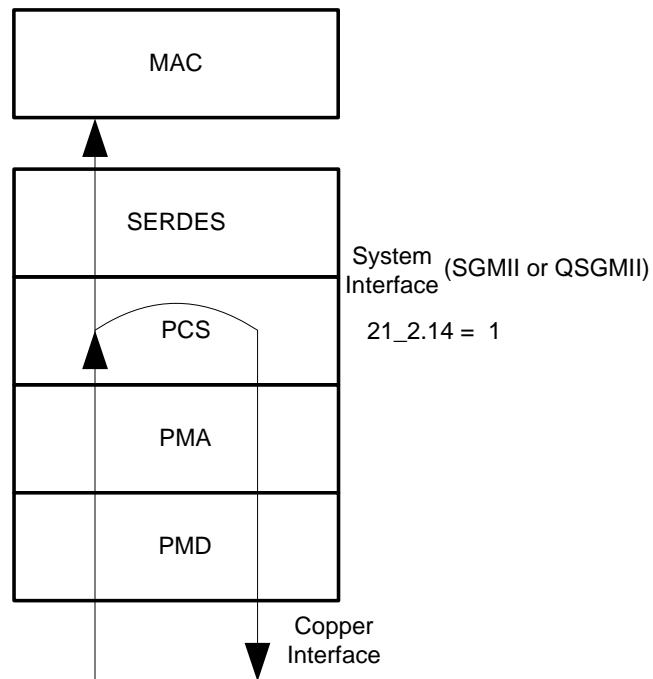 MAC
SERDES
System
Interface
(SGMII or QSGMII)
PCS
21_2.14 = 1
PMA
PMD
Copper
Interface